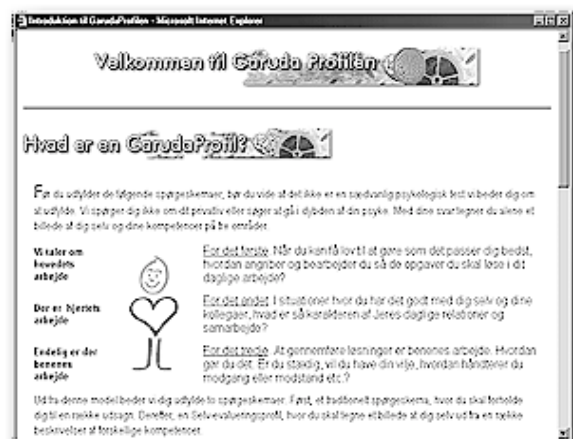 Introduktion til GarudaProfilen - Microsoft Internet Explorer
Velkommen til Garuda Profilen
Hvad er en GarudaProfil?
Før du udfylder de følgende spørgeskemaer, bør du vide at det ikke er en sædvanlig psykologisk test vi beder dig om
at udfylde. Vi spørger dig ikke om dit privatliv eller søger at gå i dybden af din psyke. Med dine svar tegner du alene et
billede af dig selv og dine kompetencer på tre områder.
Vi taler om
hovedets
arbejde
For det første: Når du kan få lov til at gøre som det passer dig bedst,
hvordan angriber og bearbejder du så de opgaver du skal løse i dit
daglige arbejde?
Der er hjertets
arbejde
For det andet: I situationer hvor du har det godt med dig selv og dine
kollegaer, hvad er så karakteren af Jeres daglige relationer og
samarbejde?
Endelig er der
benenes
arbejde
For det tredje: At gennemføre løsninger er benenes arbejde. Hvordan
gør du det. Er du stædig, vil du have din vilje, hvordan håndterer du
modgang eller modstand etc.?
Ud fra denne model beder vi dig udfylde to spørgeskemaer. Først, et traditionelt spørgeskema, hvor du skal forholde
dig til en række udsagn. Derefter, en Selvevalueringsprofil, hvor du skal tegne et billede af dig selv ud fra en række
beskrivelser af forskellige kompetencer.